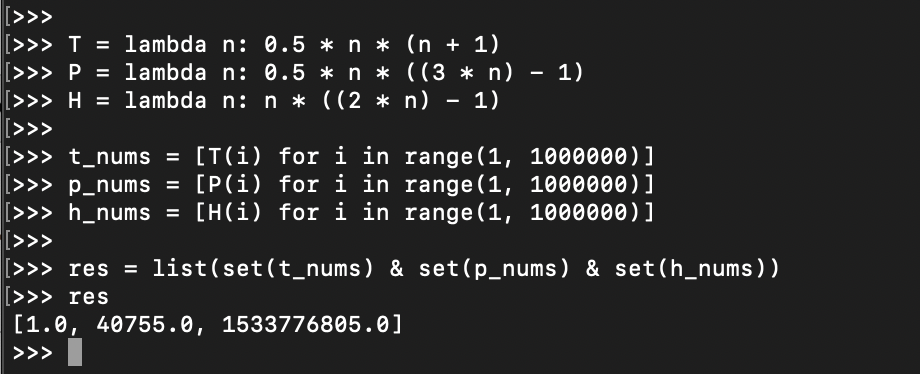 [>>>
[>>> T = lambda n: 0.5 * n * (n + 1)
[>>> P = lambda n: 0.5 * n * ((3 * n) - 1)
[>>> H = lambda n: n * ((2 * n) - 1)
[>>>
[>>> t_nums = [T(i) for i in range(1, 1000000)]
[>>> p_nums = [P(i) for i in range(1, 1000000)]
[>>> h_nums = [H(i) for i in range(1, 1000000)]
[>>>
[>>> res = list(set(t_nums) & set(p_nums) & set(h_nums))
[>>> res
[1.0, 40755.0, 1533776805.0]
>>>